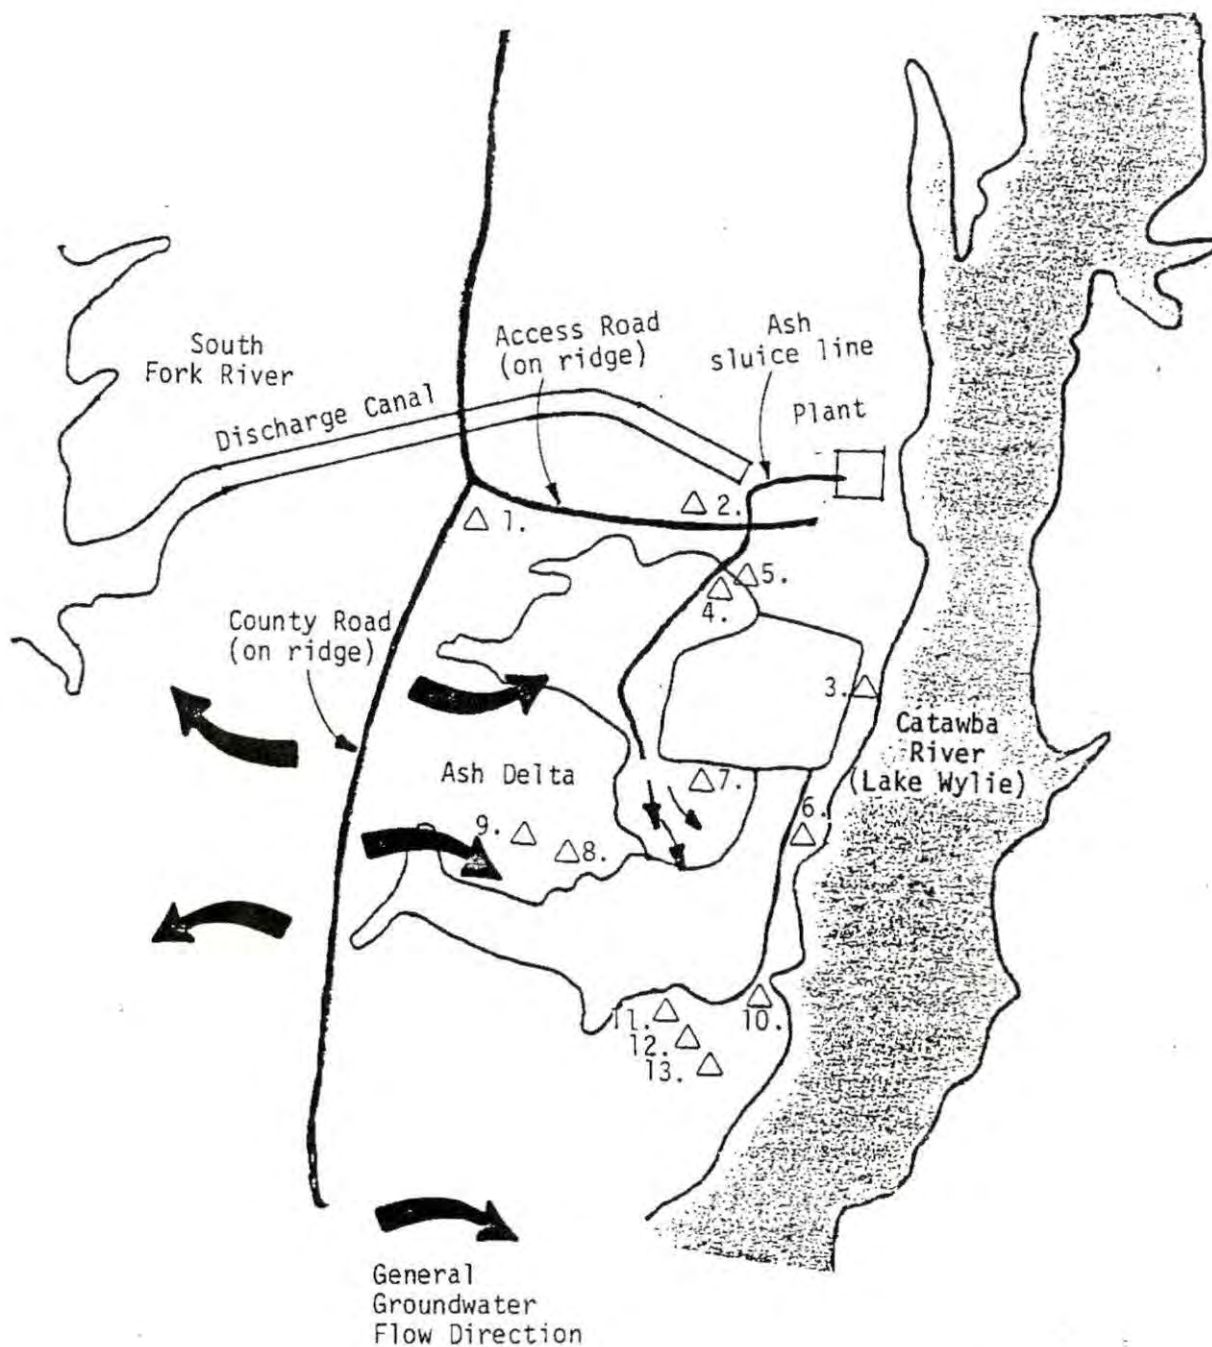 Access Road
(on ridge)
Ash
sluice line
South
Fork River
Discharge Canal
Plant
2.
1.
5.
4.
County Road
(on ridge)
3.
Catawba
River
(Lake Wylie)
Ash Delta
7.
6.
9.
8.
11.
10.
12.
13.
General
Groundwater
Flow Direction